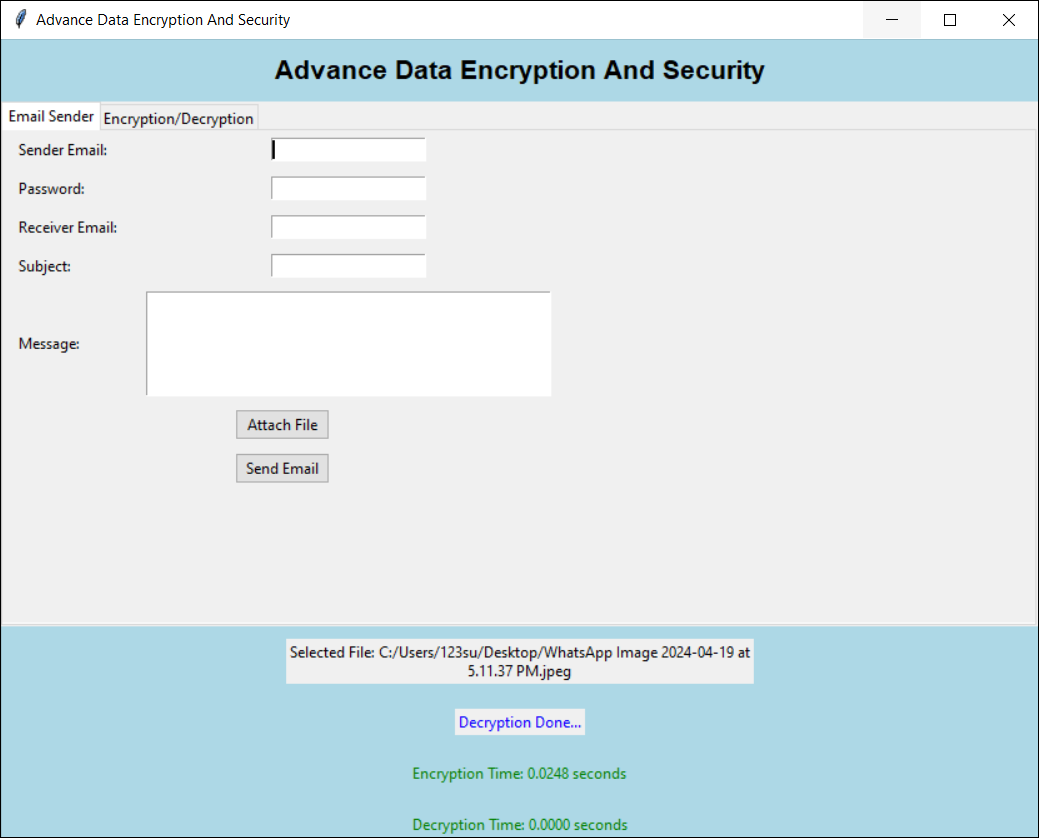 Advance Data Encryption And Security
Advance Data Encryption And Security
Email Sender Encryption/Decryption
Sender Email:
Password:
Receiver Email:
Subject:
Message:
Attach File
Send Email
Selected File: C:/Users/123su/Desktop/WhatsApp Image 2024-04-19 at
5.11.37 PM.jpeg
Decryption Done...
Encryption Time: 0.0248 seconds
Decryption Time: 0.0000 seconds